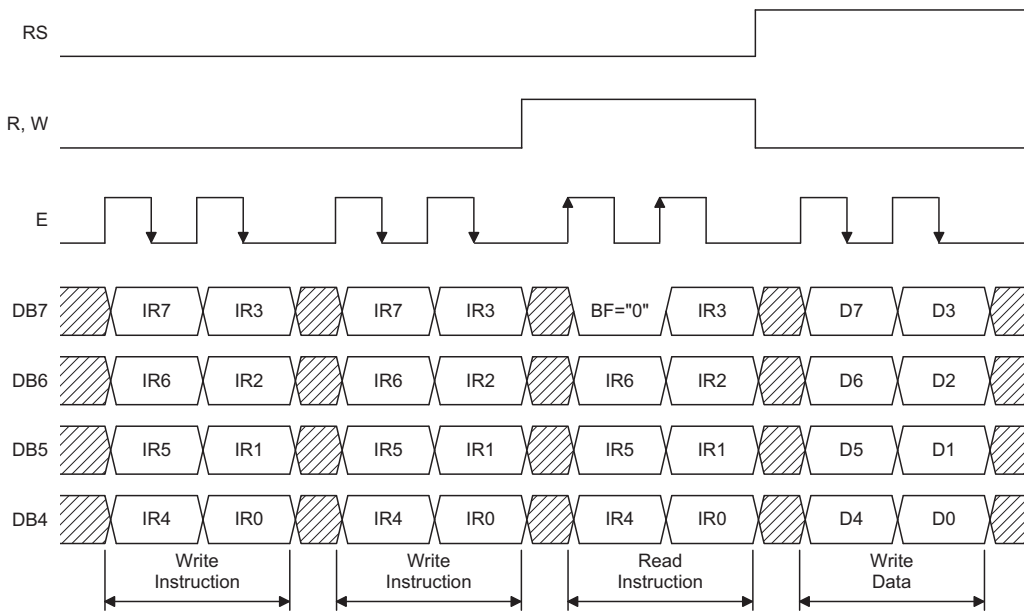 RS
R, W
E
DB7 IR7 IR3 IR7 IR3 BF="0" IR3 D7 D3
DB6 IR6 IR2 IR6 IR2 IR6 IR2 D6 D2
DB5 IR5 IR1 IR5 IR1 IR5 IR1 D5 D1
DB4 IR4 IR0 IR4 IR0 IR4 IR0 D4 D0
Write Write Read Write
Instruction Instruction Instruction Data